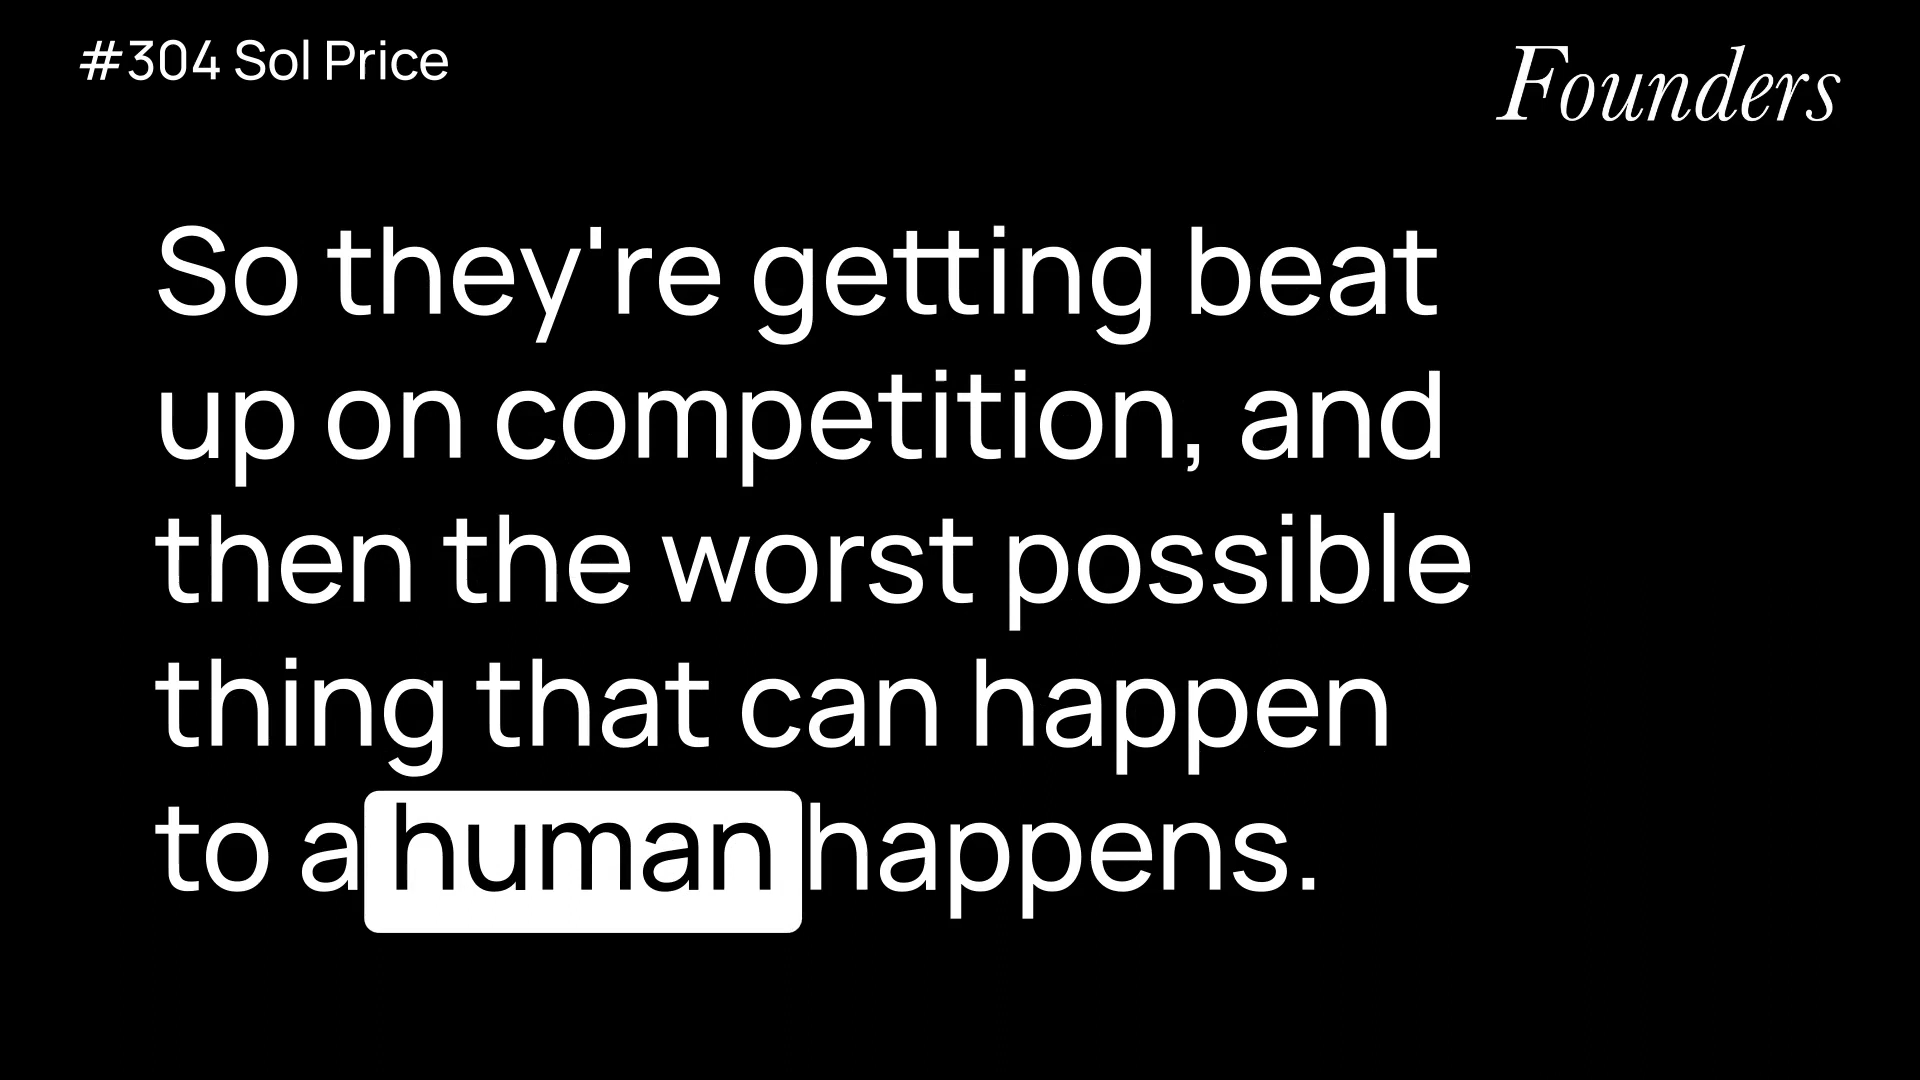 #304 Sol Price
Founders
So they're getting beat
up on competition, and
then the worst possible
thing that can happen
to a human happens.